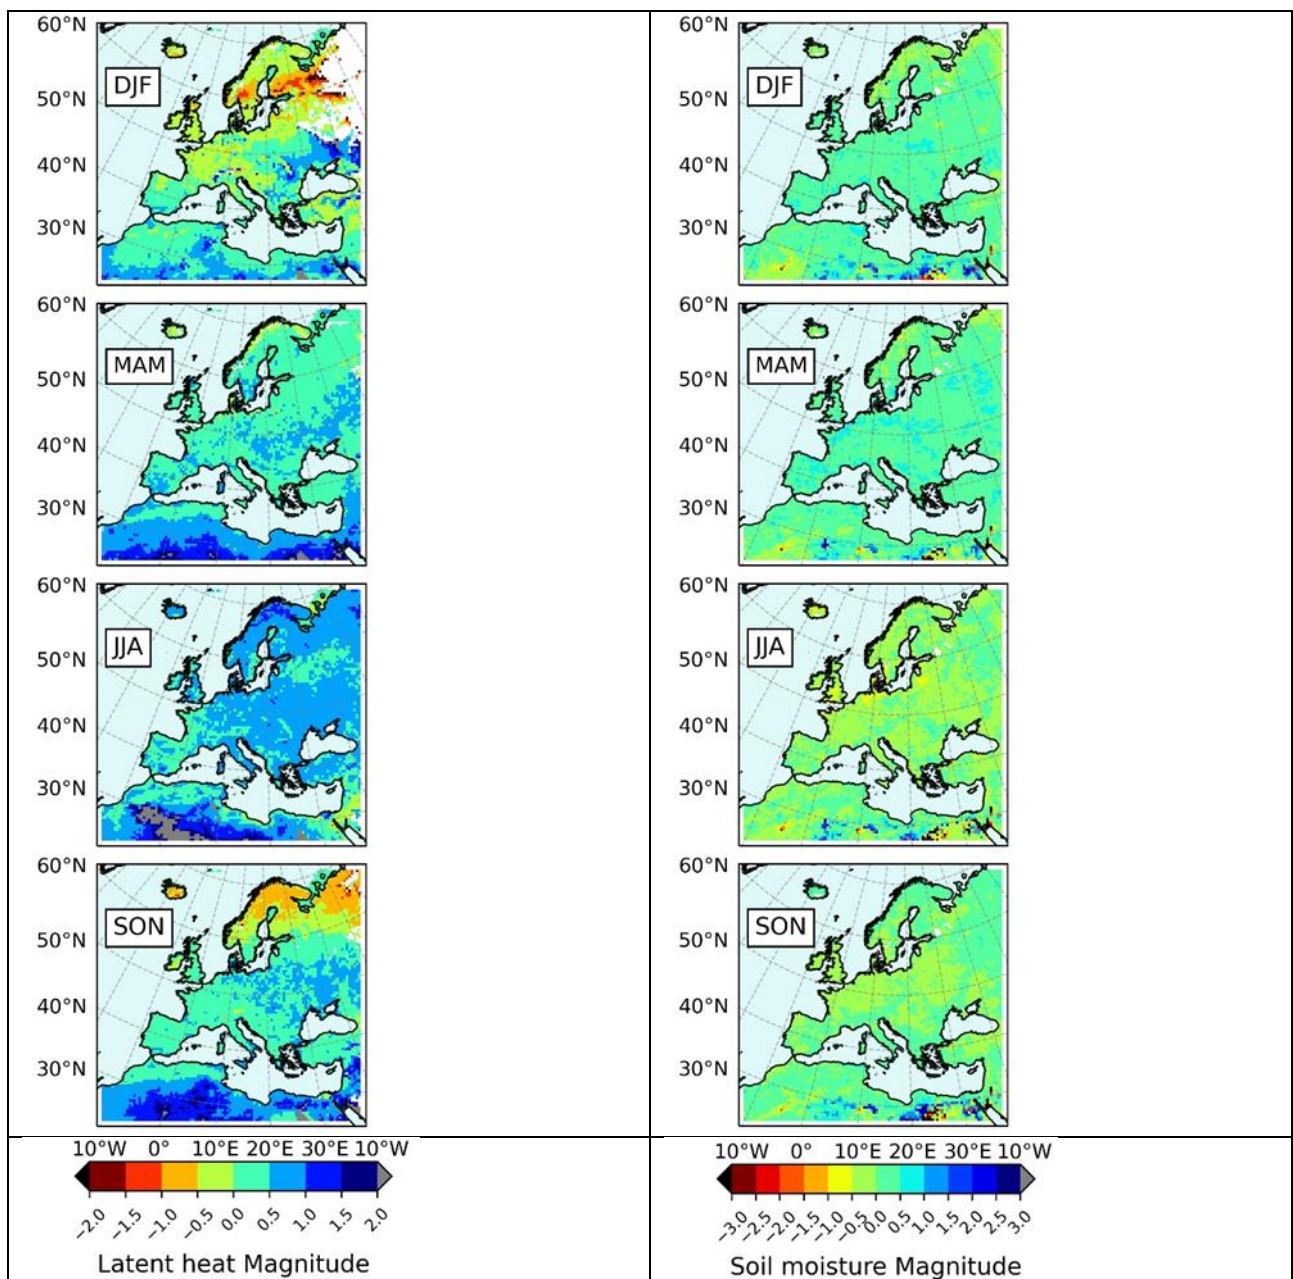 60°N
50°N
40°N
30°N
DJF
60°N
50°N
40°N
30°N
DJF
60°N
50°N
40°N
30°N
MAM
60°N
50°N
40°N
30°N
MAM
60°N
50°N
40°N
30°N
JJA
60°N
50°N
40°N
30°N
JJA
60°N
50°N
40°N
30°N
SON
60°N
50°N
40°N
30°N
SON
10°W 0° 10°E 20°E 30°E 10°W
−2.0 −1.5 −1.0 −0.5 0.0 0.5 1.0 1.5 2.0
Latent heat Magnitude
10°W 0° 10°E 20°E 30°E 10°W
−3.0 −2.5 −2.0 −1.5 −1.0 −0.5 0.0 0.5 1.0 1.5 2.0 2.5 3.0
Soil moisture Magnitude